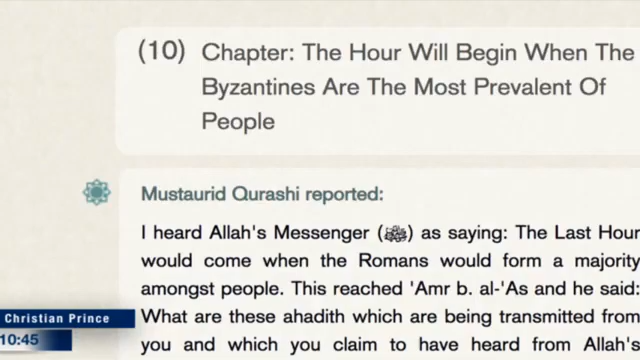 (10) Chapter: The Hour Will Begin When The
Byzantines Are The Most Prevalent Of
People
Mustaurid Qurashi reported:
I heard Allah's Messenger (ﷺ) as saying: The Last Hour
would come when the Romans would form a majority
amongst people. This reached 'Amr b. al-'As and he said:
What are these ahadith which are being transmitted from
you and which you claim to have heard from Allah's
Christian Prince
10:45